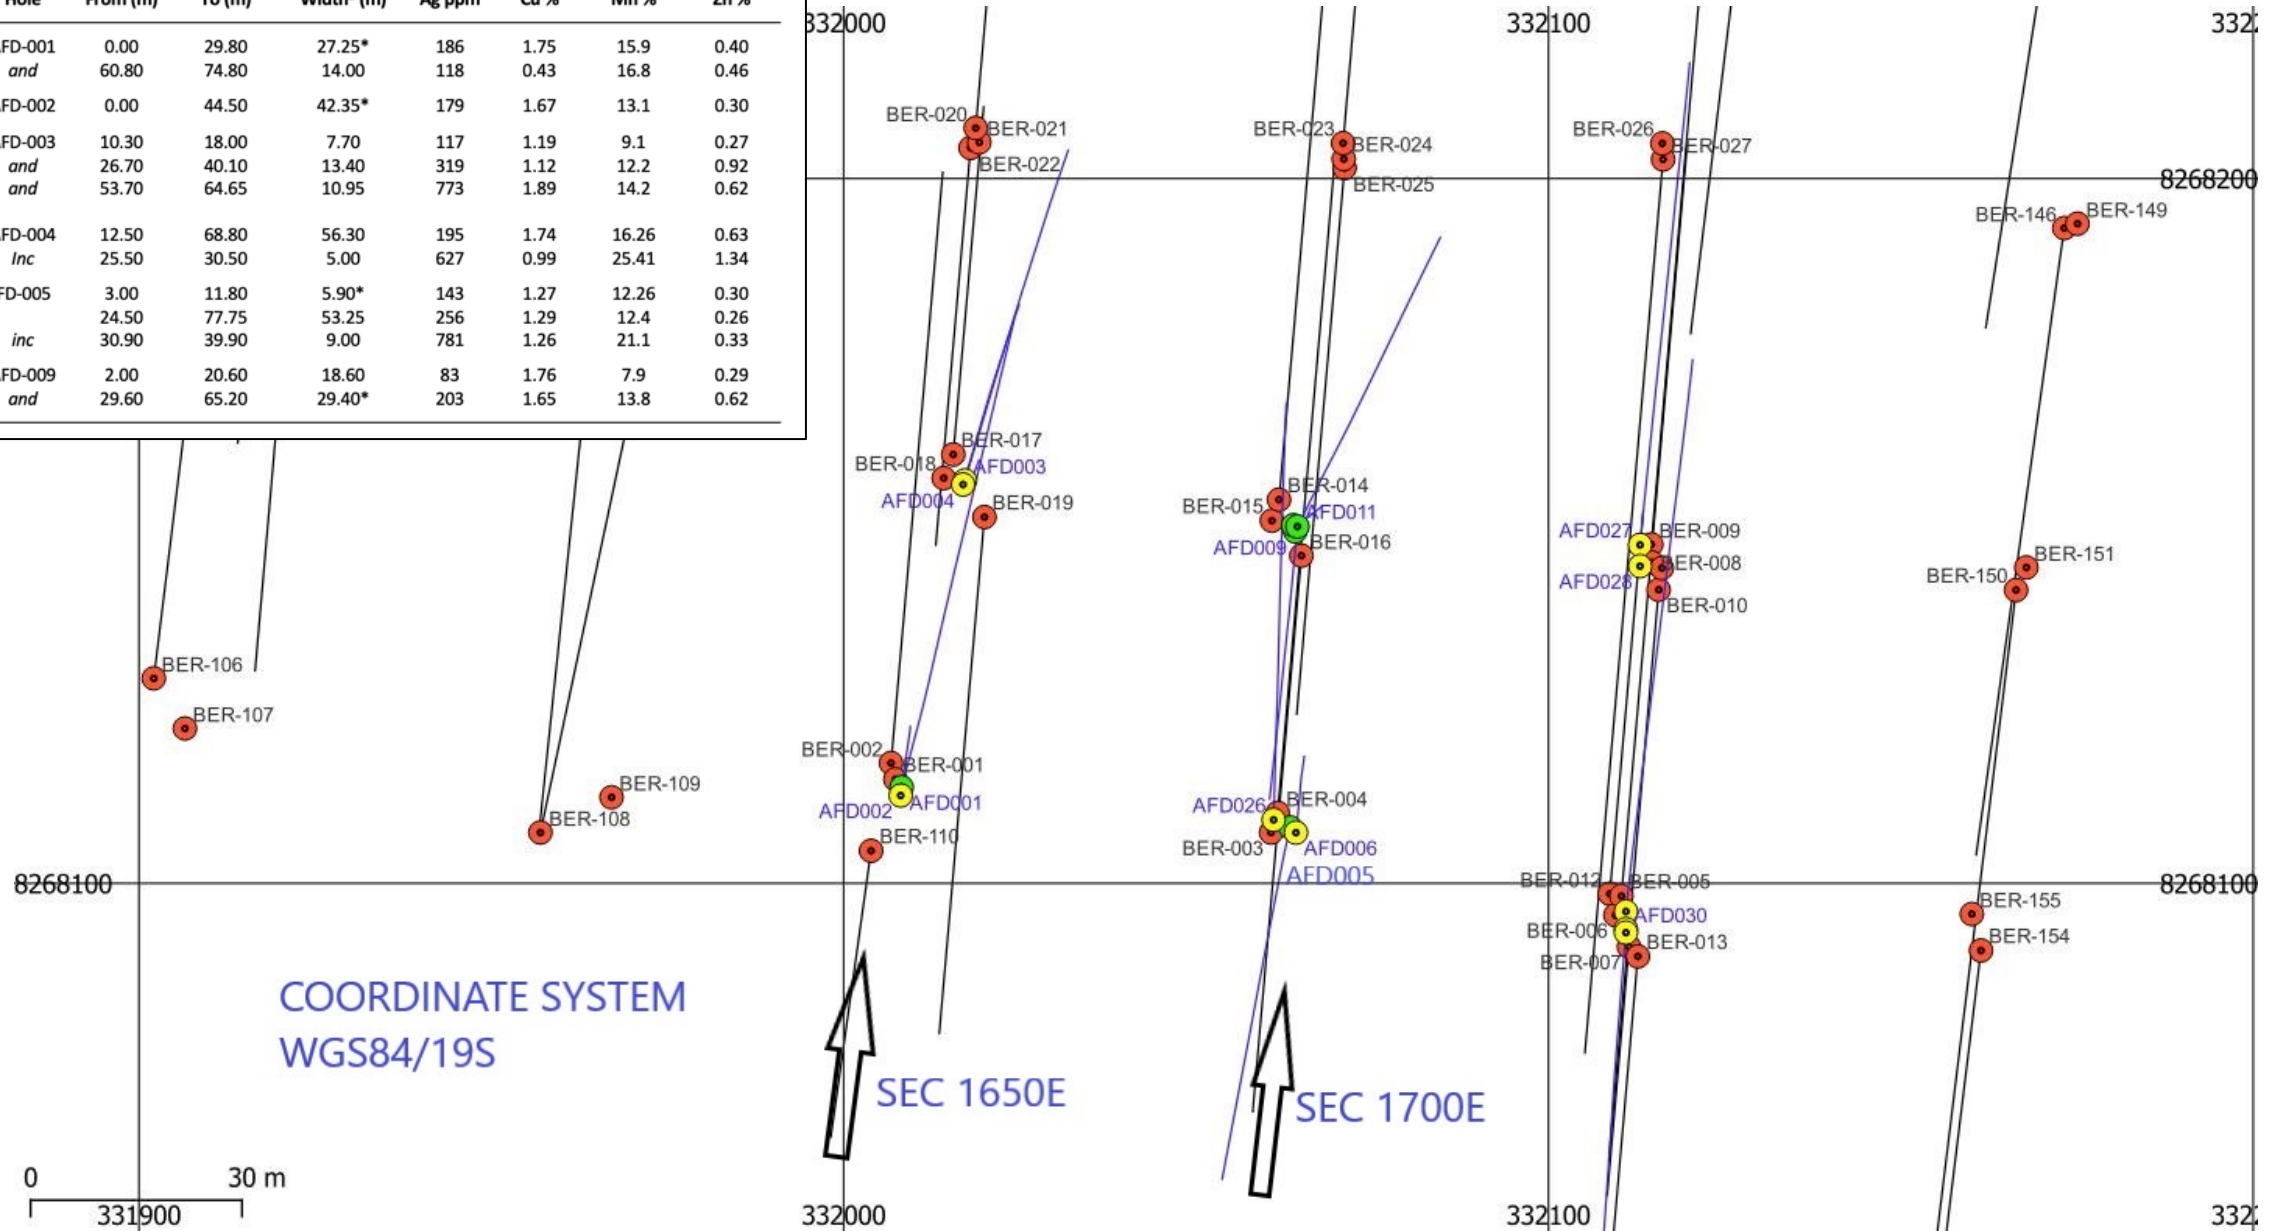 Hole From (m) To (m) Width (m) Ag ppm Cu % Mn % Zn %
FD-001 0.00 29.80 27.25* 186 1.75 15.9 0.40
and 60.80 74.80 14.00 118 0.43 16.8 0.46
FD-002 0.00 44.50 42.35* 179 1.67 13.1 0.30
FD-003 10.30 18.00 7.70 117 1.19 9.1 0.27
and 26.70 40.10 13.40 319 1.12 12.2 0.92
and 53.70 64.65 10.95 773 1.89 14.2 0.62
FD-004 12.50 68.80 56.30 195 1.74 16.26 0.63
Inc 25.50 30.50 5.00 627 0.99 25.41 1.34
FD-005 3.00 11.80 5.90* 143 1.27 12.26 0.30
24.50 77.75 53.25 256 1.29 12.4 0.26
inc 30.90 39.90 9.00 781 1.26 21.1 0.33
FD-009 2.00 20.60 18.60 83 1.76 7.9 0.29
and 29.60 65.20 29.40* 203 1.65 13.8 0.62
332000
332100
3322
BER-020
BER-021
BER-022
BER-023
BER-024
BER-025
BER-026
BER-027
8268200
BER-146
BER-149
BER-017
BER-018
AFD003
AFD004
BER-019
BER-014
BER-015
AFD011
AFD009
BER-016
AFD027
BER-009
BER-008
AFD028
BER-010
BER-151
BER-150
BER-106
BER-107
BER-109
BER-108
BER-002
BER-001
AFD001
AFD002
BER-110
AFD026
BER-004
BER-003
AFD006
AFD005
8268100
8268100
BER-012
BER-005
AFD030
BER-006
BER-013
BER-007
BER-155
BER-154
COORDINATE SYSTEM
WGS84/19S
SEC 1650E
SEC 1700E
0 30 m
331900
332000
332100
3322